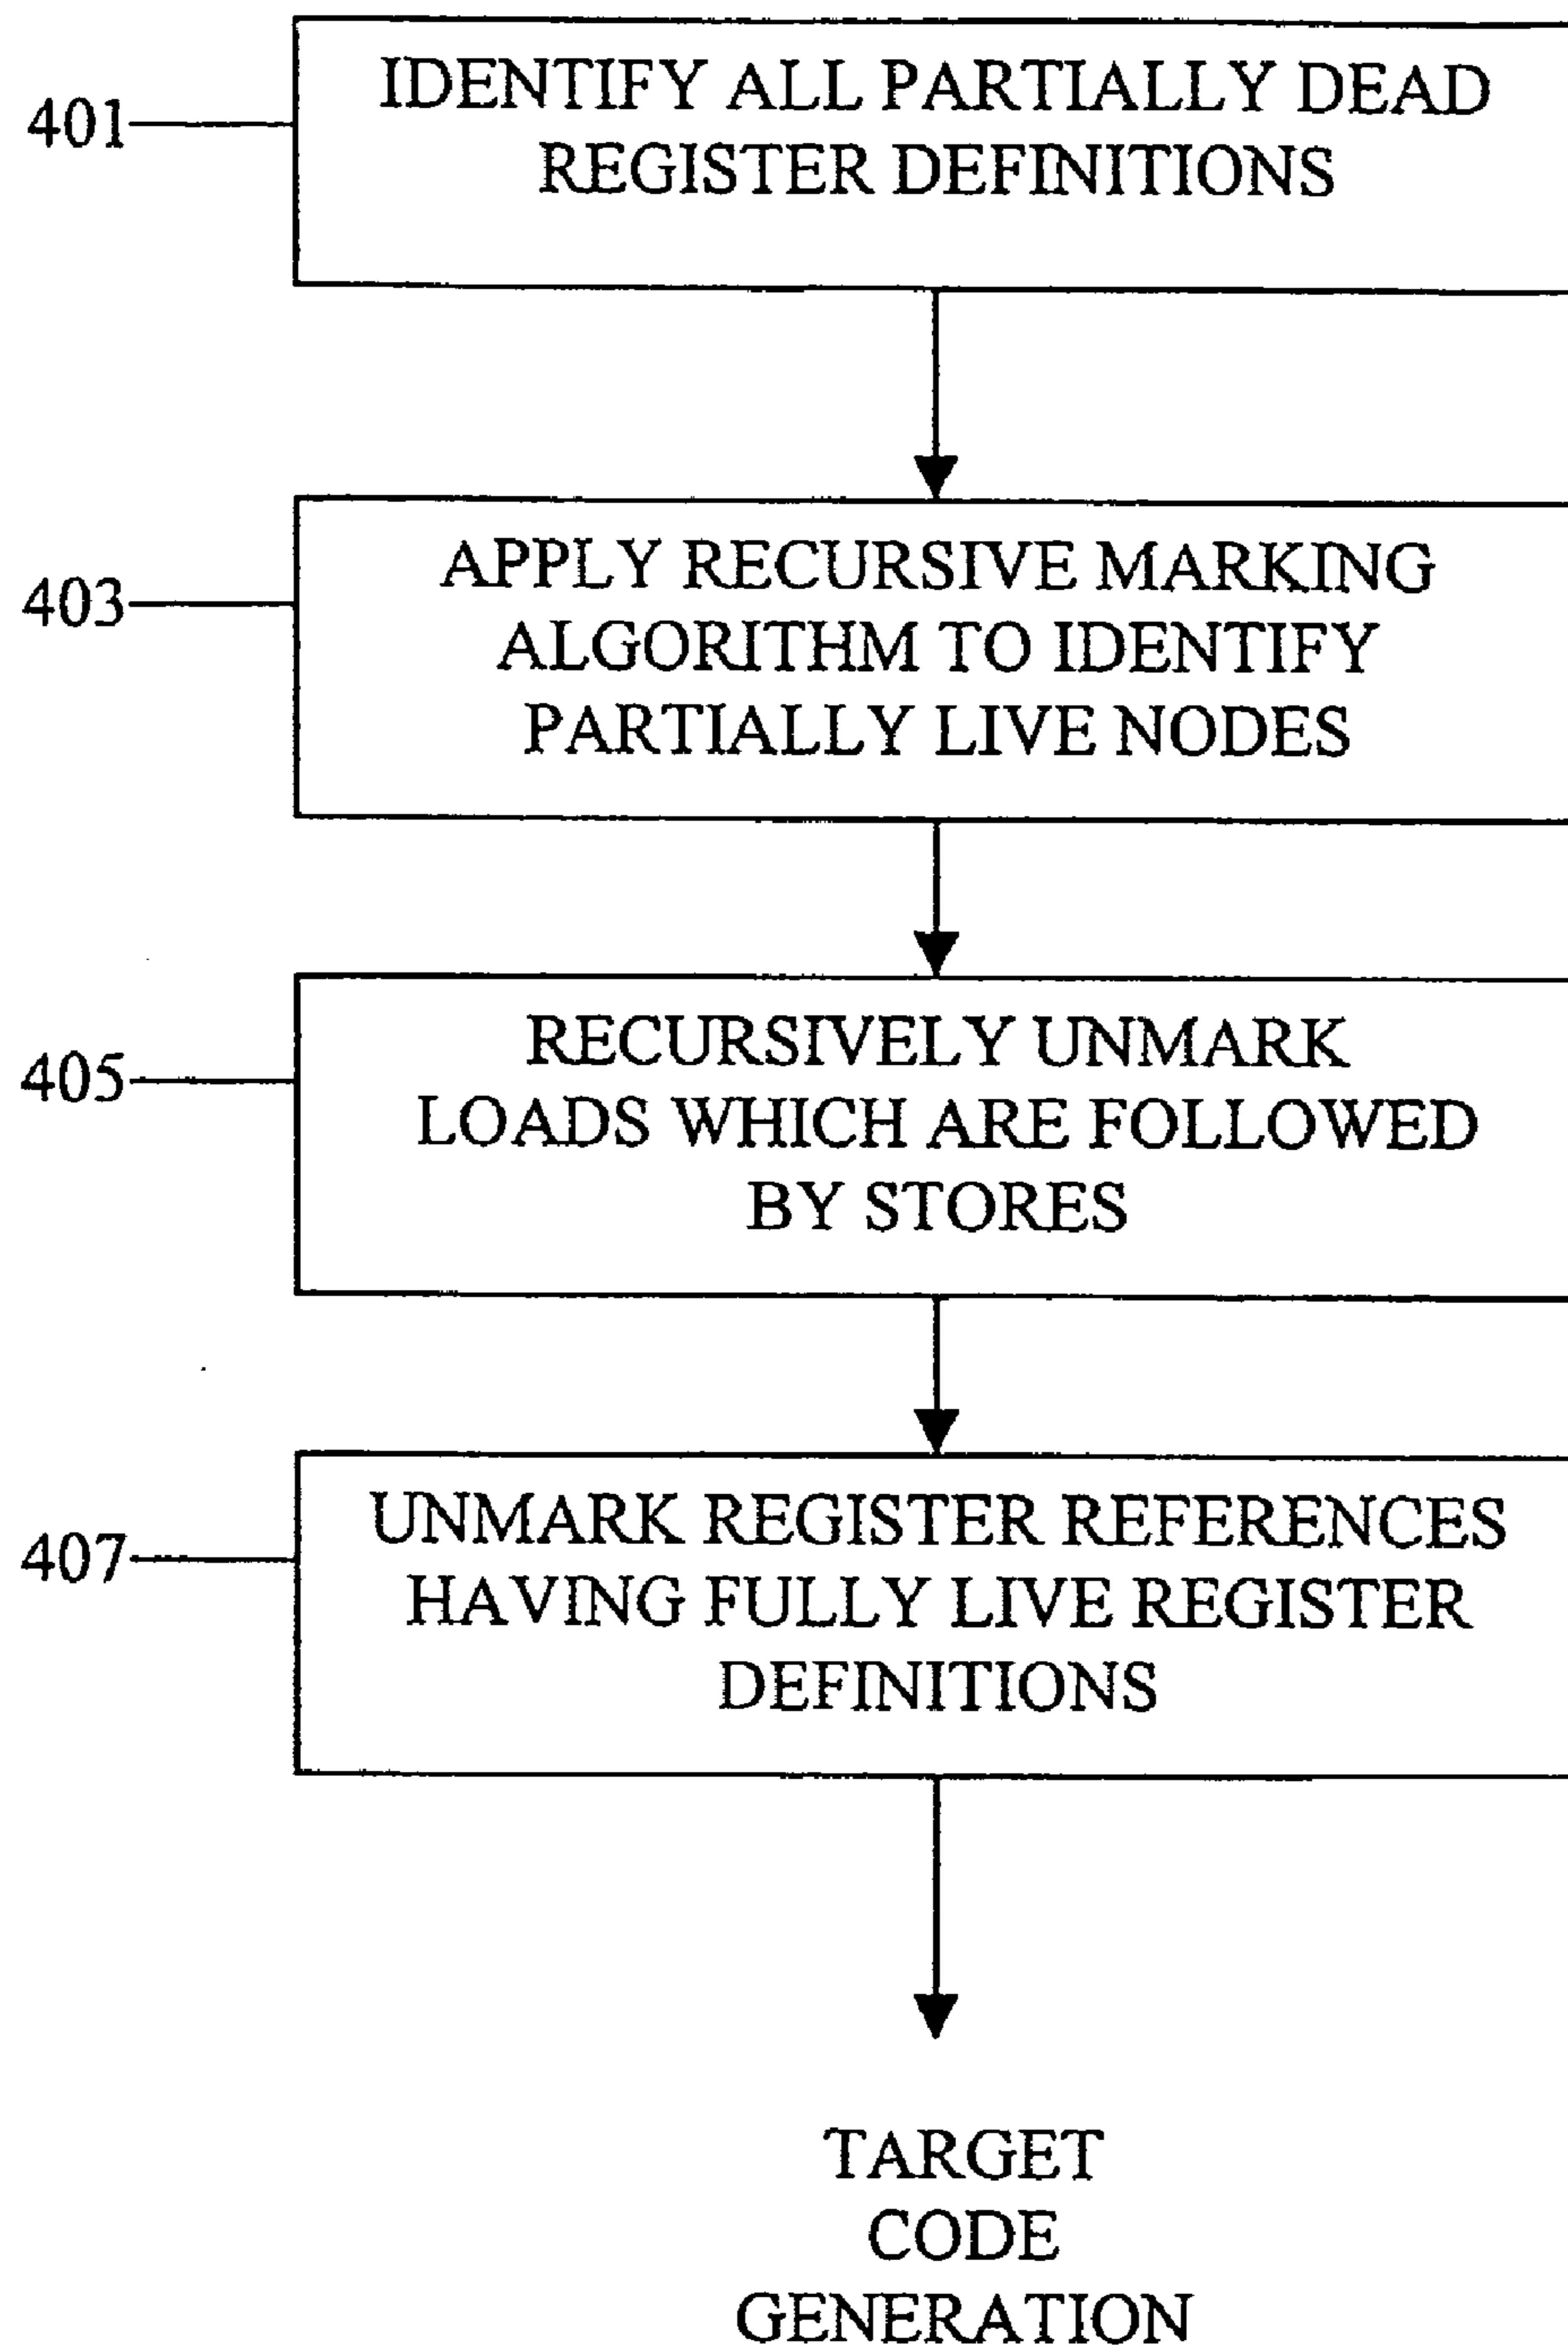 401
IDENTIFY ALL PARTIALLY DEAD
REGISTER DEFINITIONS
403
APPLY RECURSIVE MARKING
ALGORITHM TO IDENTIFY
PARTIALLY LIVE NODES
405
RECURSIVELY UNMARK
LOADS WHICH ARE FOLLOWED
BY STORES
407
UNMARK REGISTER REFERENCES
HAVING FULLY LIVE REGISTER
DEFINITIONS
TARGET
CODE
GENERATION